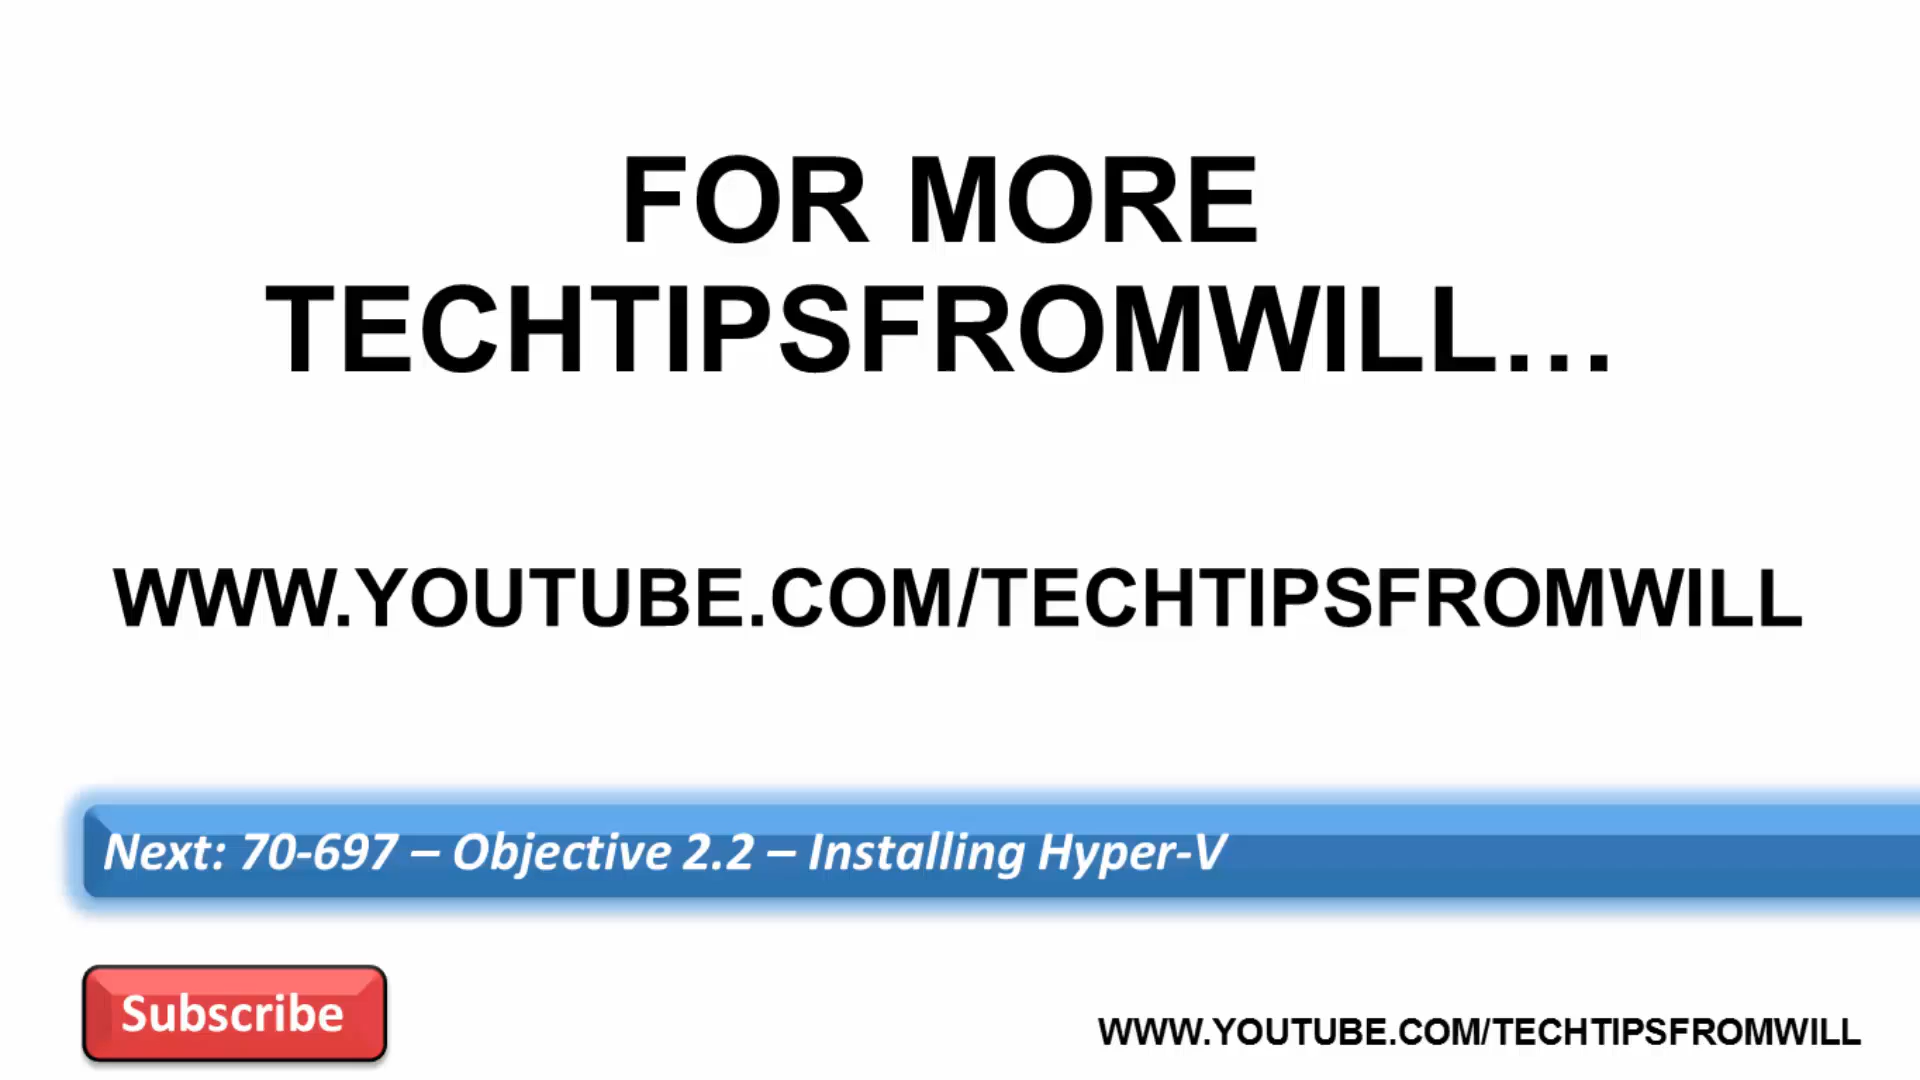 FOR MORE
TECHTIPSFROMWILL…
WWW.YOUTUBE.COM/TECHTIPSFROMWILL
Next: 70-697 – Objective 2.2 – Installing Hyper-V
Subscribe
WWW.YOUTUBE.COM/TECHTIPSFROMWILL